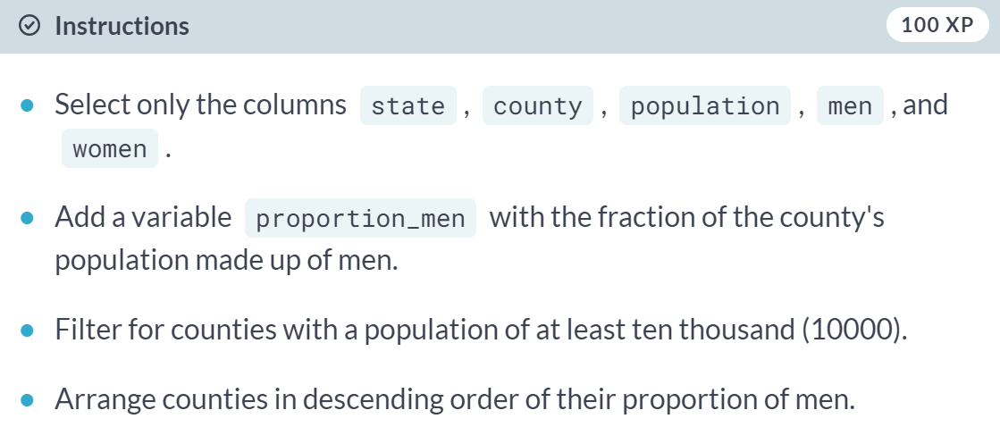 Instructions 100 XP
Select only the columns state , county , population , men , and
women .
Add a variable proportion_men with the fraction of the county's
population made up of men.
Filter for counties with a population of at least ten thousand (10000).
Arrange counties in descending order of their proportion of men.